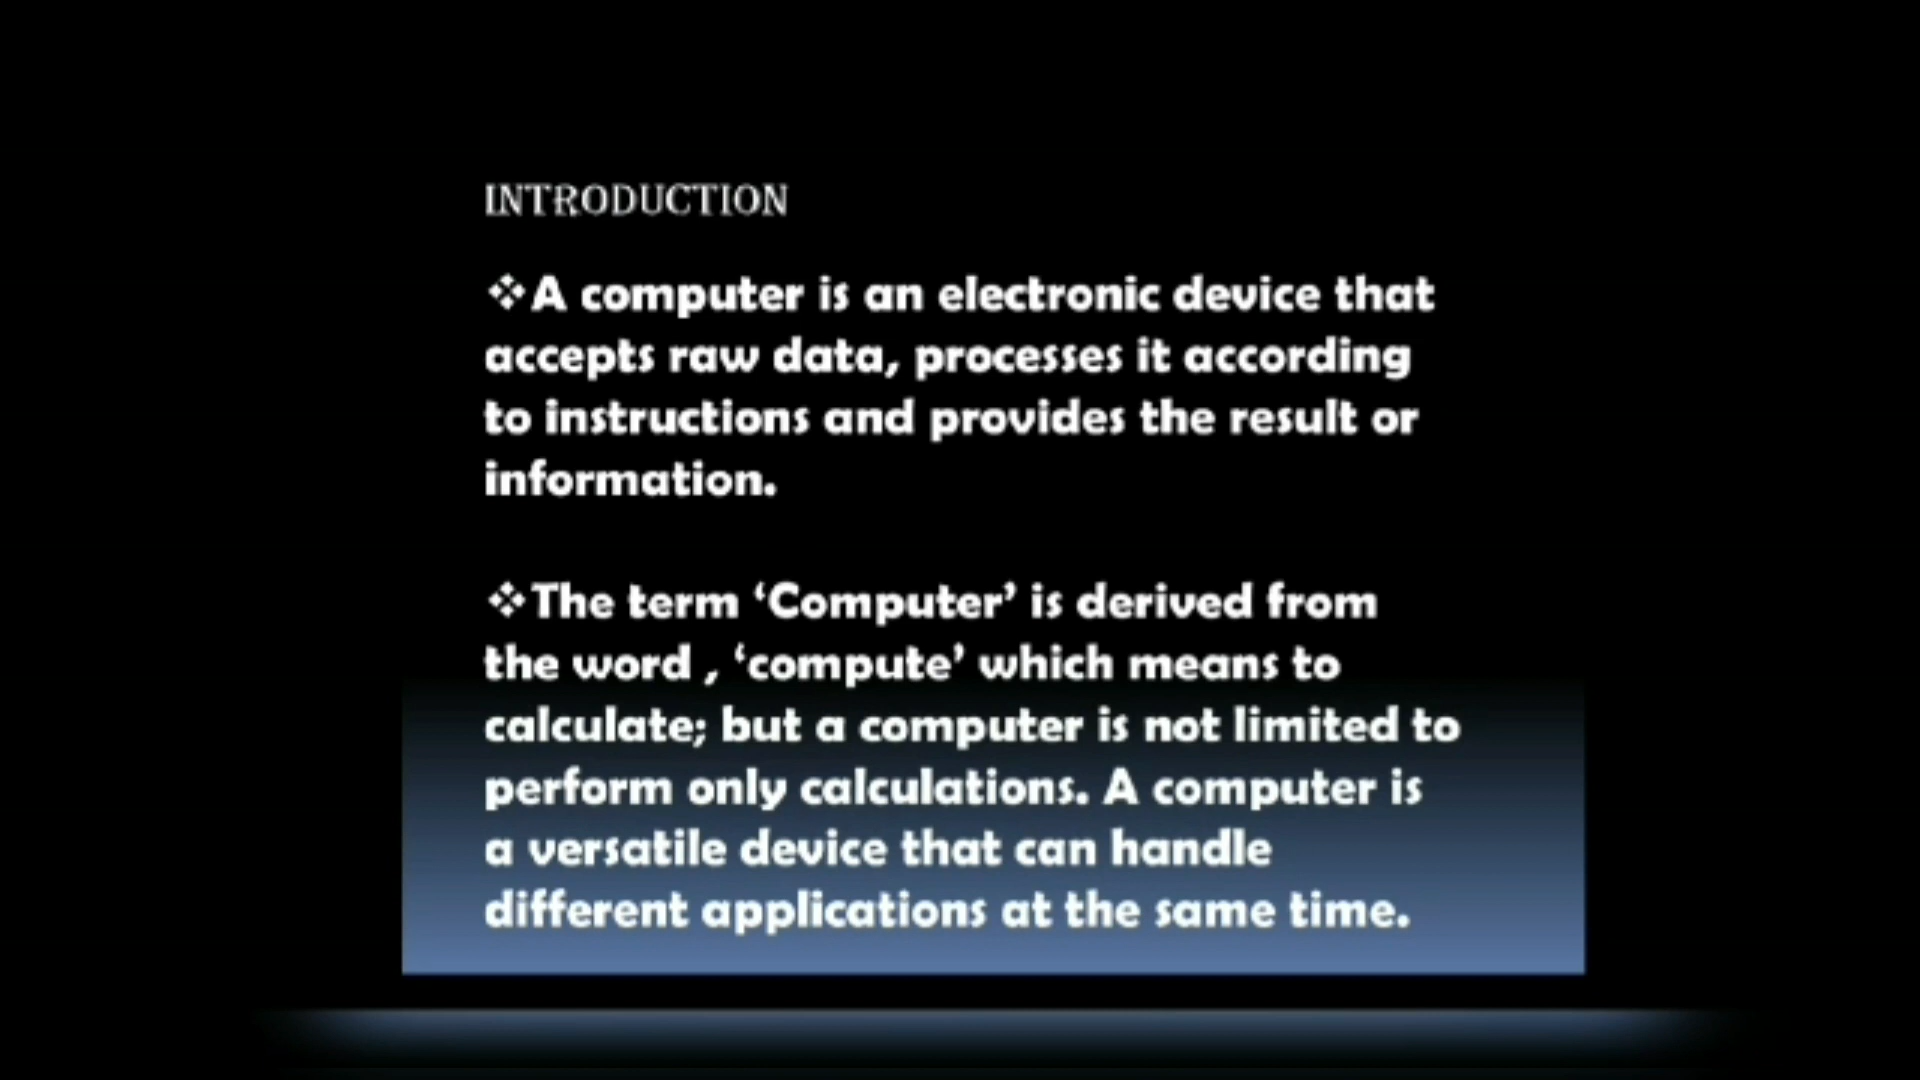 INTRODUCTION
❖A computer is an electronic device that
accepts raw data, processes it according
to instructions and provides the result or
information.
❖The term ‘Computer’ is derived from
the word , ‘compute’ which means to
calculate; but a computer is not limited to
perform only calculations. A computer is
a versatile device that can handle
different applications at the same time.